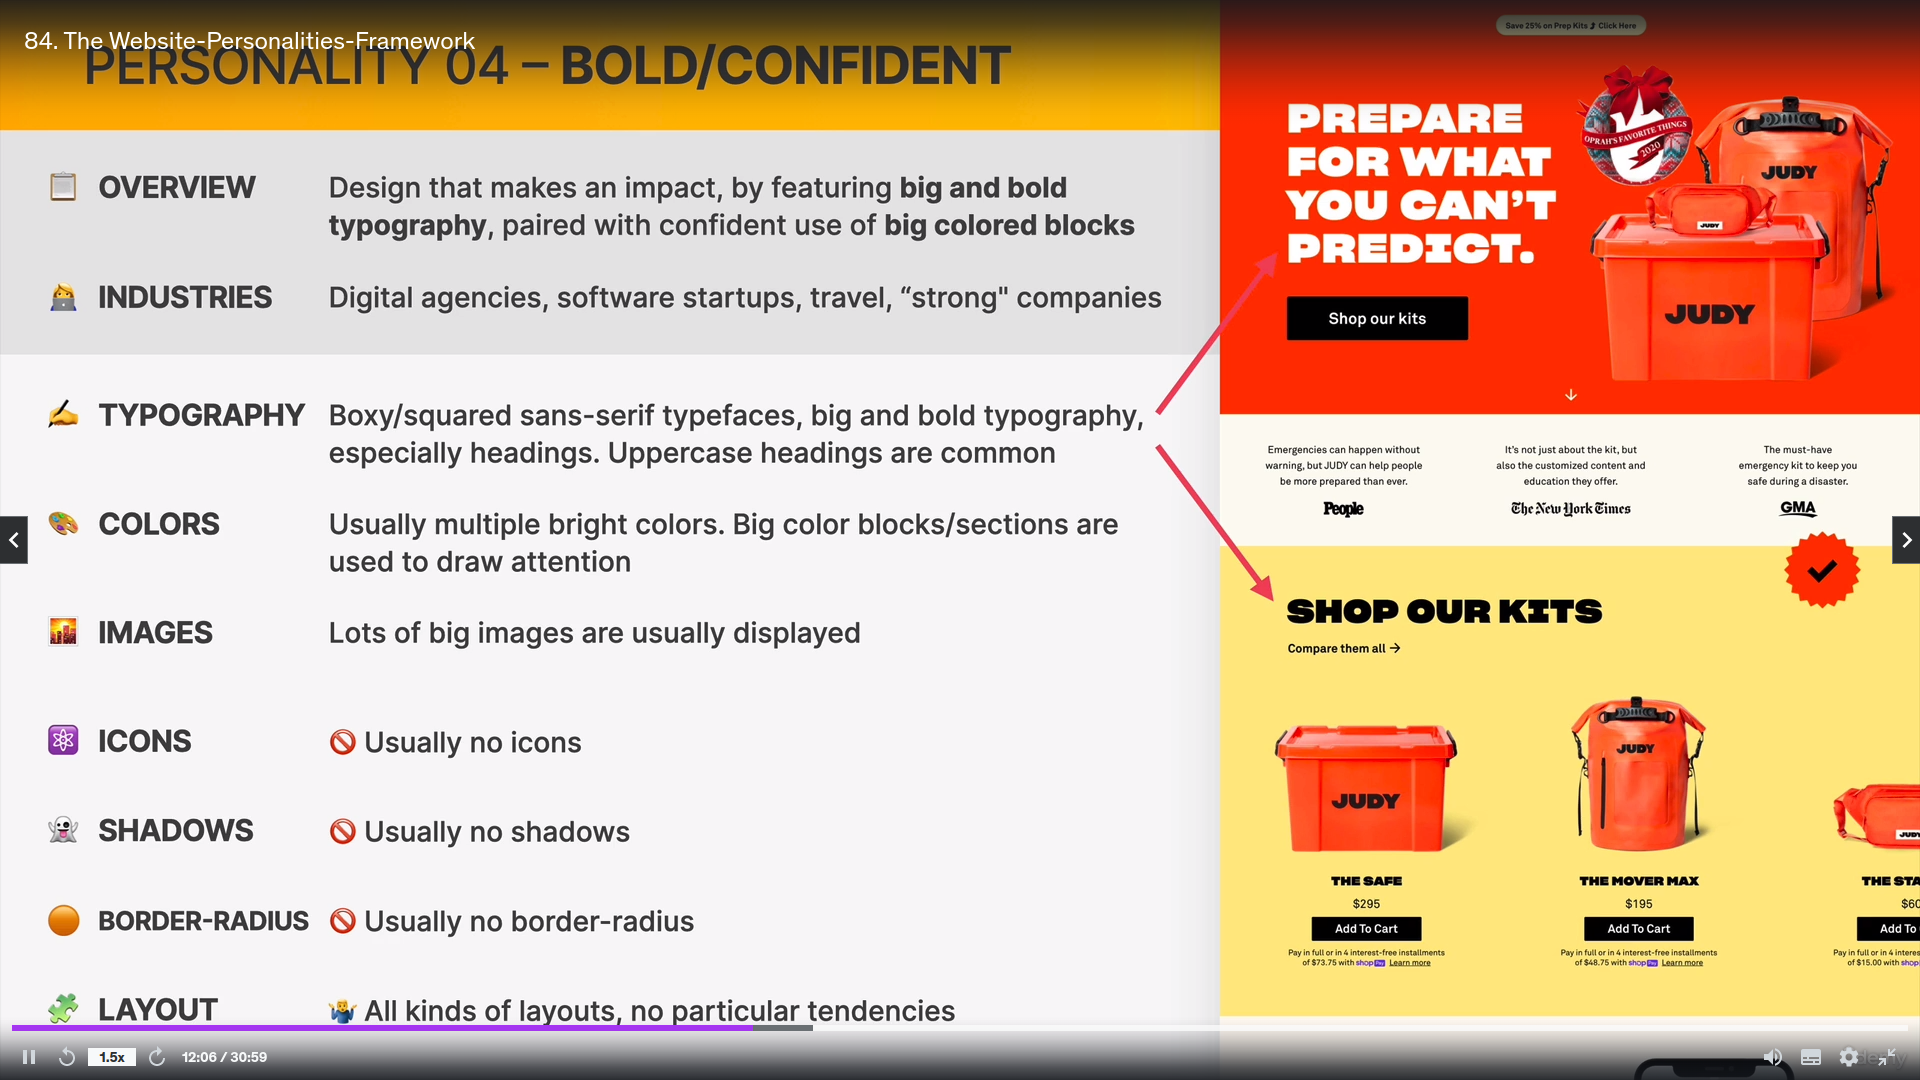 84. The Website-Personalities-Framework
PERSONALITY 04 – BOLD/CONFIDENT
OVERVIEW
Design that makes an impact, by featuring big and bold
typography, paired with confident use of big colored blocks
INDUSTRIES
Digital agencies, software startups, travel, “strong" companies
TYPOGRAPHY
Boxy/squared sans-serif typefaces, big and bold typography,
especially headings. Uppercase headings are common
COLORS
Usually multiple bright colors. Big color blocks/sections are
used to draw attention
IMAGES
Lots of big images are usually displayed
ICONS
Usually no icons
SHADOWS
Usually no shadows
BORDER-RADIUS
Usually no border-radius
LAYOUT
All kinds of layouts, no particular tendencies
Save 25% on Prep Kits Click Here
PREPARE
FOR WHAT
YOU CAN’T
PREDICT.
Shop our kits
OPRAH'S FAVORITE THINGS
2020
JUDY
JUDY
JUDY
Emergencies can happen without
warning, but JUDY can help people
be more prepared than ever.
People
It’s not just about the kit, but
also the customized content and
education they offer.
The New York Times
The must-have
emergency kit to keep you
safe during a disaster.
GMA
SHOP OUR KITS
Compare them all →
JUDY
THE SAFE
$295
Add To Cart
Pay in full or in 4 interest-free installments
of $73.75 with shop Pay Learn more
JUDY
THE MOVER MAX
$195
Add To Cart
Pay in full or in 4 interest-free installments
of $48.75 with shop Pay Learn more
JUDY
THE STA
$60
Add To
Pay in full or in 4 interes
of $15.00 with shop
1.5x
12:06 / 30:59